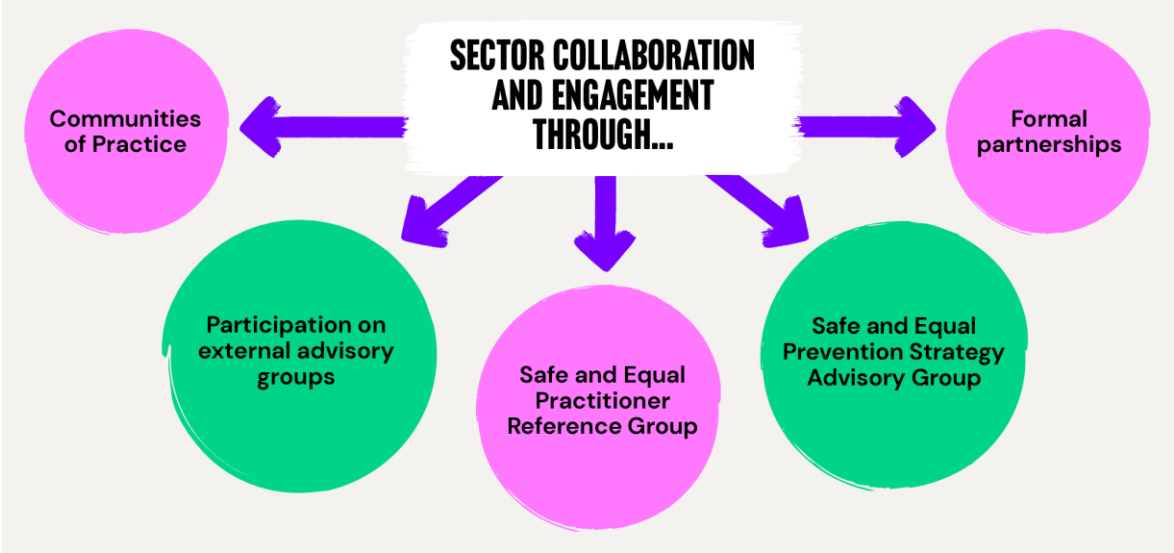 SECTOR COLLABORATION
AND ENGAGEMENT
THROUGH...
Communities
of Practice
Participation on
external advisory
groups
Safe and Equal
Practitioner
Reference Group
Safe and Equal
Prevention Strategy
Advisory Group
Formal
partnerships